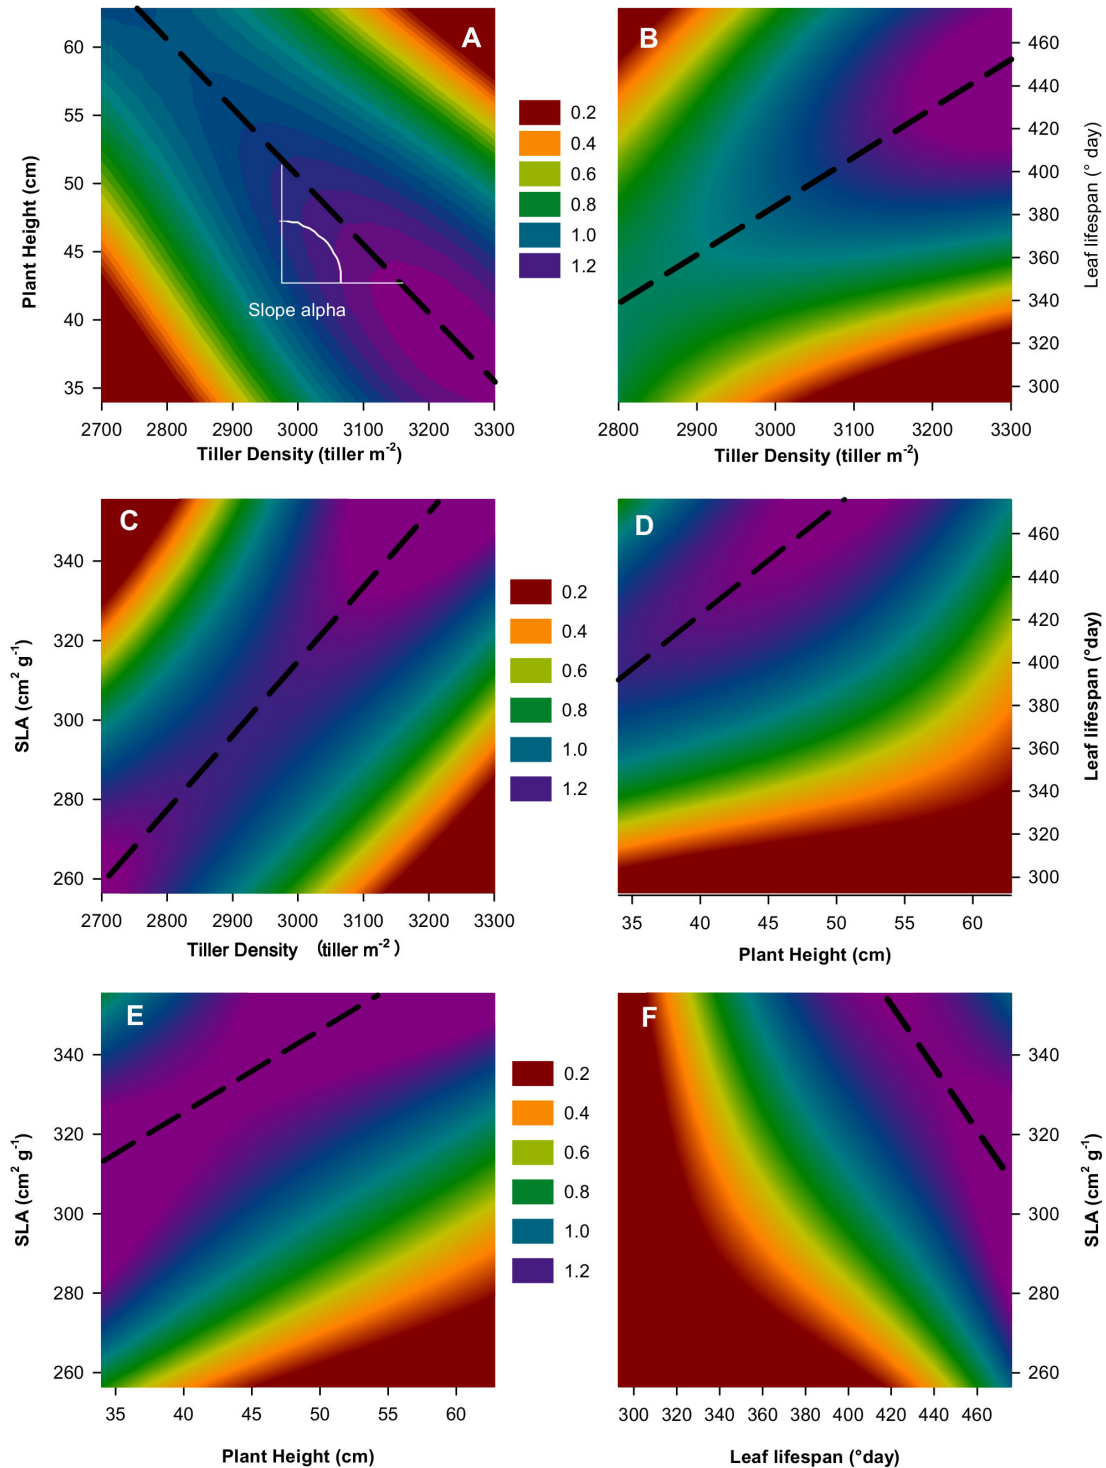 A
B
60
55
50
45
40
35
Plant Height (cm)
Slope alpha
2700 2800 2900 3000 3100 3200 3300
Tiller Density (tiller m-2)
0.2
0.4
0.6
0.8
1.0
1.2
460
440
420
400
380
360
340
320
300
Leaf lifespan (° day)
2800 2900 3000 3100 3200 3300
Tiller Density (tiller m-2)
C
D
340
320
300
280
260
SLA (cm2 g-1)
2700 2800 2900 3000 3100 3200 3300
Tiller Density (tiller m-2 )
0.2
0.4
0.6
0.8
1.0
1.2
460
440
420
400
380
360
340
320
300
Leaf lifespan (°day)
35 40 45 50 55 60
Plant Height (cm)
E
F
340
320
300
280
260
SLA (cm2 g-1)
35 40 45 50 55 60
Plant Height (cm)
0.2
0.4
0.6
0.8
1.0
1.2
340
320
300
280
260
SLA (cm2 g-1)
300 320 340 360 380 400 420 440 460
Leaf lifespan (°day)